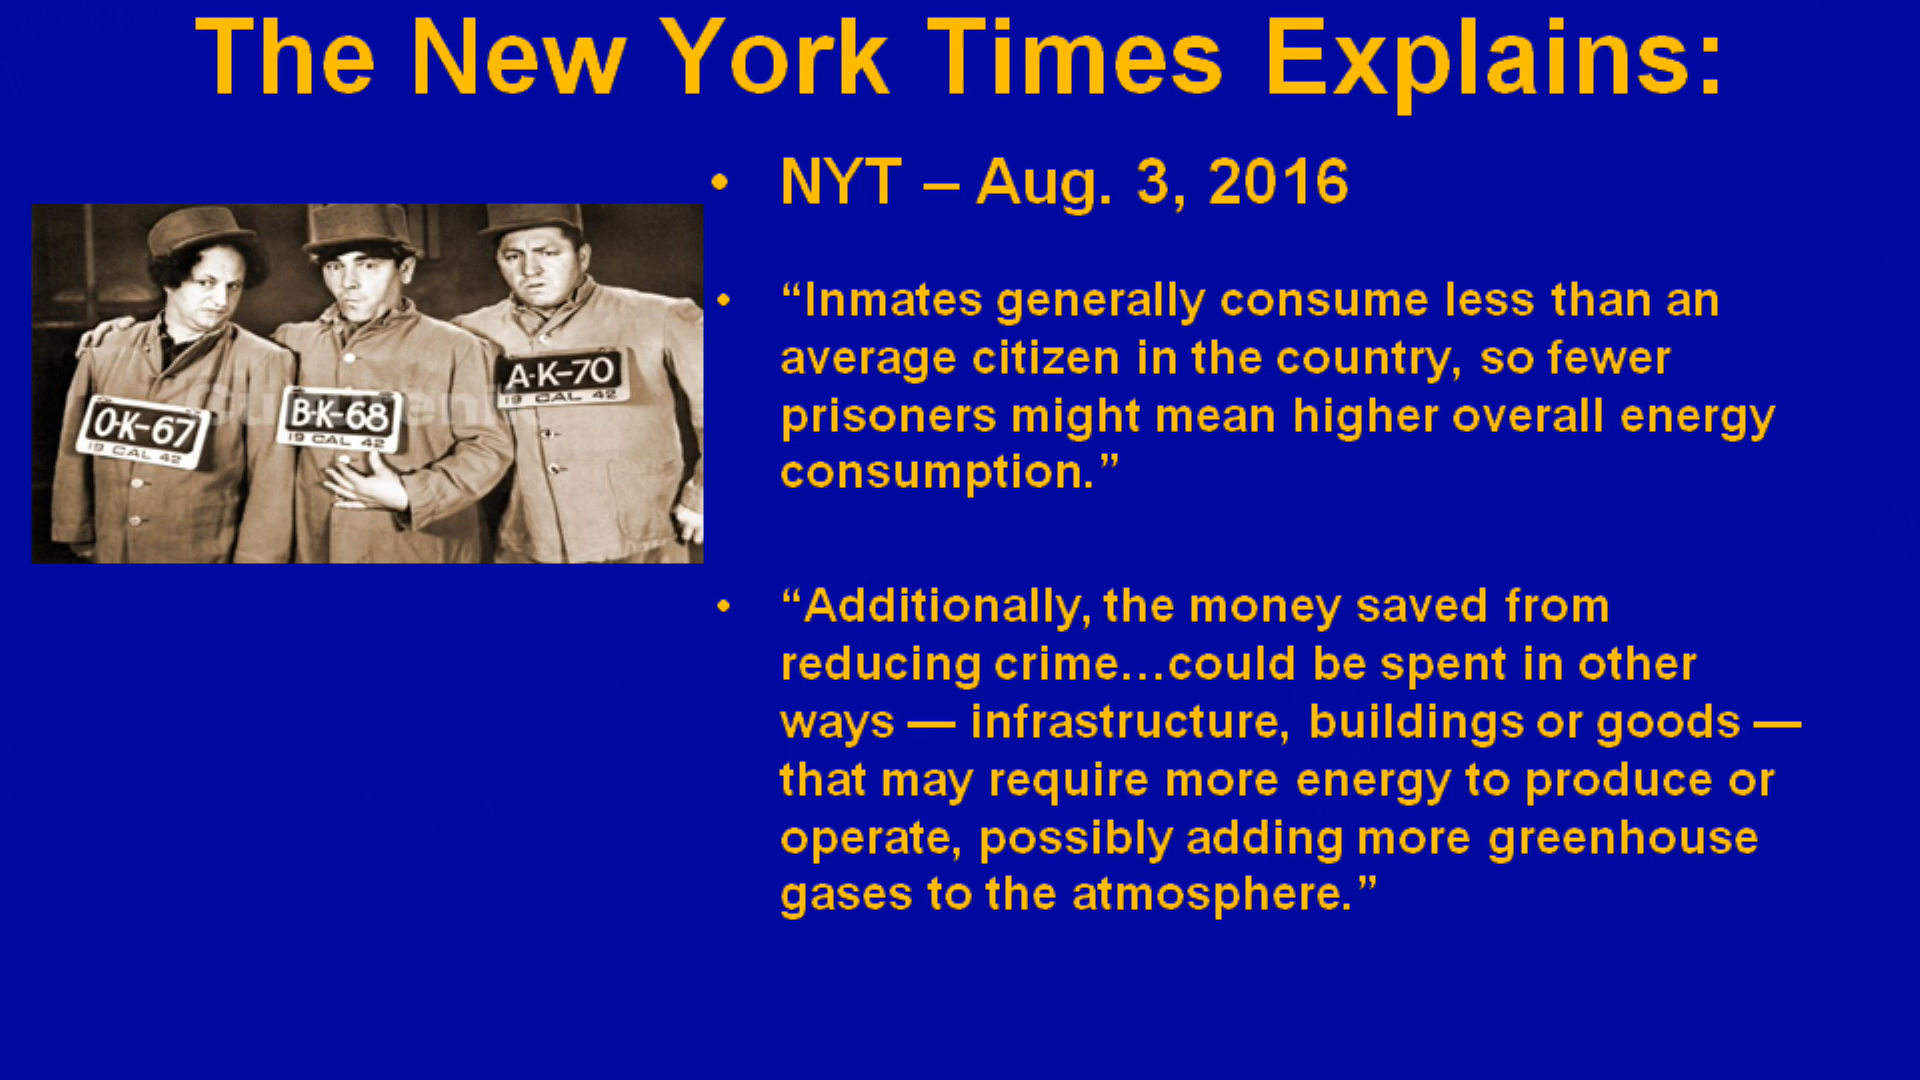 The New York Times Explains:
• NYT – Aug. 3, 2016
• “Inmates generally consume less than an
average citizen in the country, so fewer
prisoners might mean higher overall energy
consumption.”
• “Additionally, the money saved from
reducing crime…could be spent in other
ways — infrastructure, buildings or goods —
that may require more energy to produce or
operate, possibly adding more greenhouse
gases to the atmosphere.”
O-K-67
19 CAL 42
B-K-68
19 CAL 42
A-K-70
19 CAL 42